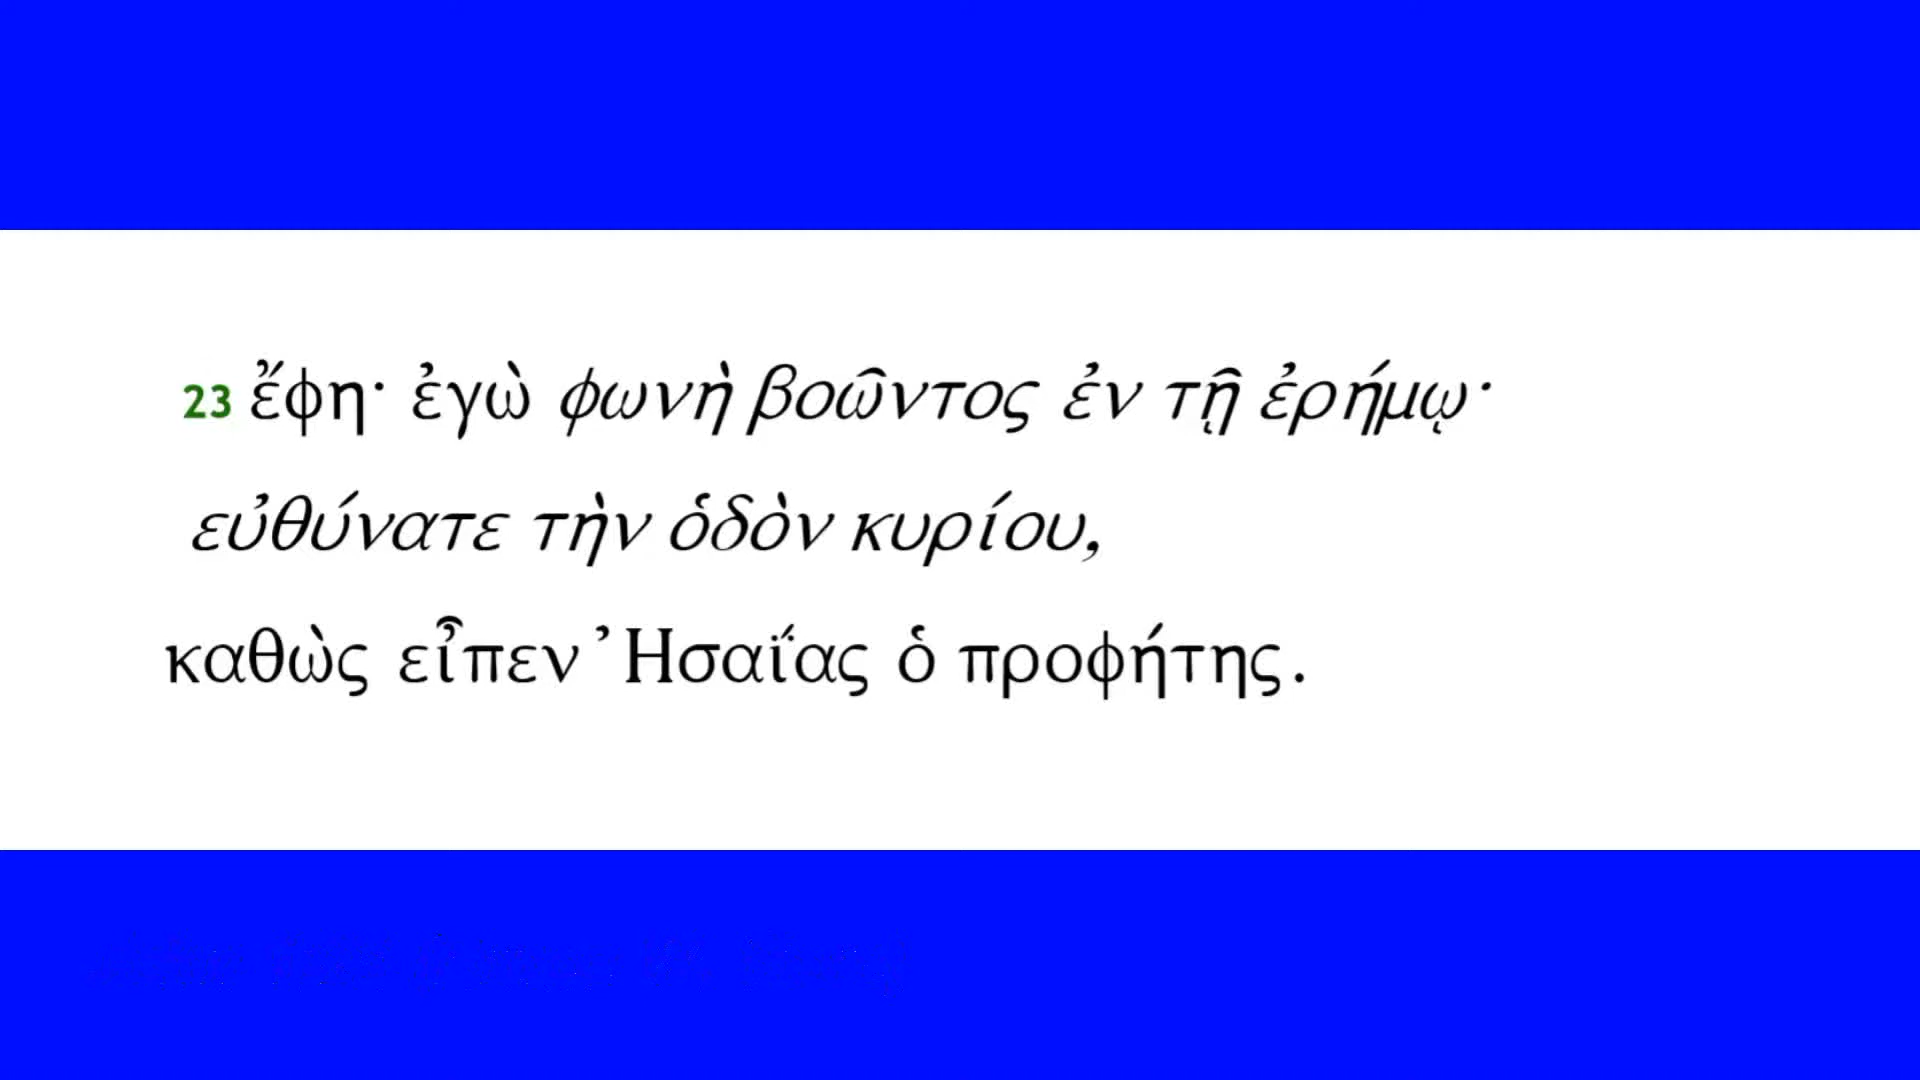 23 ἔφη· ἐγὼ φωνὴ βοῶντος ἐν τῇ ἐρήμῳ·
εὐθύνατε τὴν ὁδὸν κυρίου,
καθὼς εἶπεν Ἠσαΐας ὁ προφήτης.